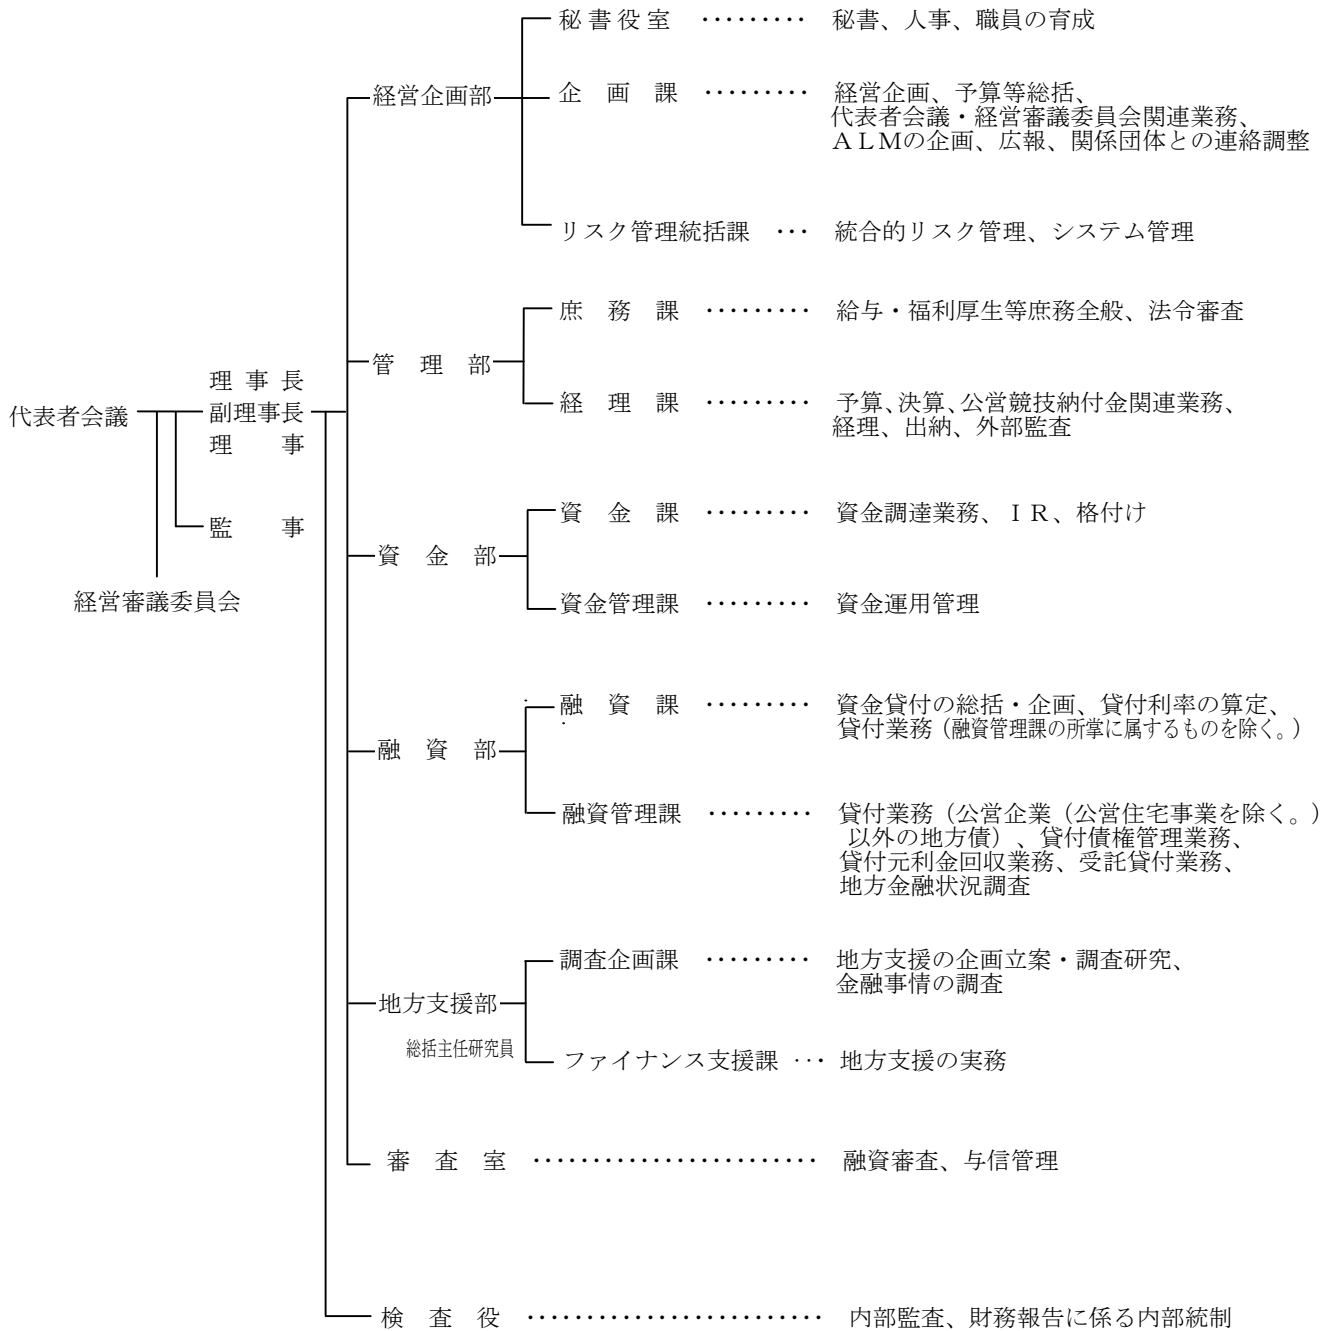 秘書役室 ‥‥‥‥‥ 秘書、人事、職員の育成
経営企画部
企画課 ‥‥‥‥‥ 経営企画、予算等総括、
代表者会議・経営審議委員会関連業務、
ＡＬＭの企画、広報、関係団体との連絡調整
リスク管理統括課 ‥‥ 統合的リスク管理、システム管理
庶務課 ‥‥‥‥‥ 給与・福利厚生等庶務全般、法令審査
管理部
経理課 ‥‥‥‥‥ 予算、決算、公営競技納付金関連業務、
経理、出納、外部監査
代表者会議
理事長
副理事長
理事
監事
経営審議委員会
資金課 ‥‥‥‥‥ 資金調達業務、ＩＲ、格付け
資金部
資金管理課 ‥‥‥‥‥ 資金運用管理
融資課 ‥‥‥‥‥ 資金貸付の総括・企画、貸付利率の算定、
貸付業務（融資管理課の所掌に属するものを除く。）
融資部
融資管理課 ‥‥‥‥‥ 貸付業務（公営企業（公営住宅事業を除く。）
以外の地方債）、貸付債権管理業務、
貸付元利金回収業務、受託貸付業務、
地方金融状況調査
調査企画課 ‥‥‥‥‥ 地方支援の企画立案・調査研究、
金融事情の調査
地方支援部
総括主任研究員
ファイナンス支援課 ‥‥ 地方支援の実務
審査室 ‥‥‥‥‥‥‥‥‥‥‥‥ 融資審査、与信管理
検査役 ‥‥‥‥‥‥‥‥‥‥‥‥ 内部監査、財務報告に係る内部統制